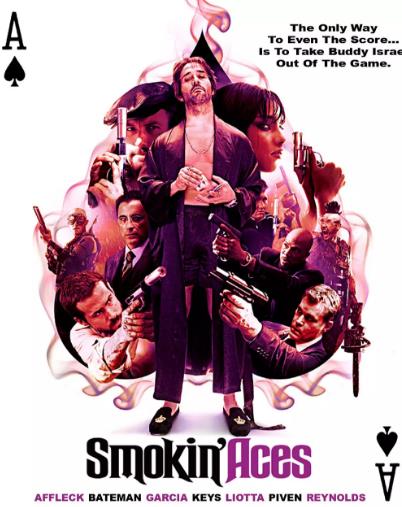 A
The Only Way
To Even The Score...
Is To Take Buddy Israe
Out Of The Game.
Smokin'Aces
A
AFFLECK BATEMAN GARCIA KEYS LIOTTA PIVEN REYNOLDS